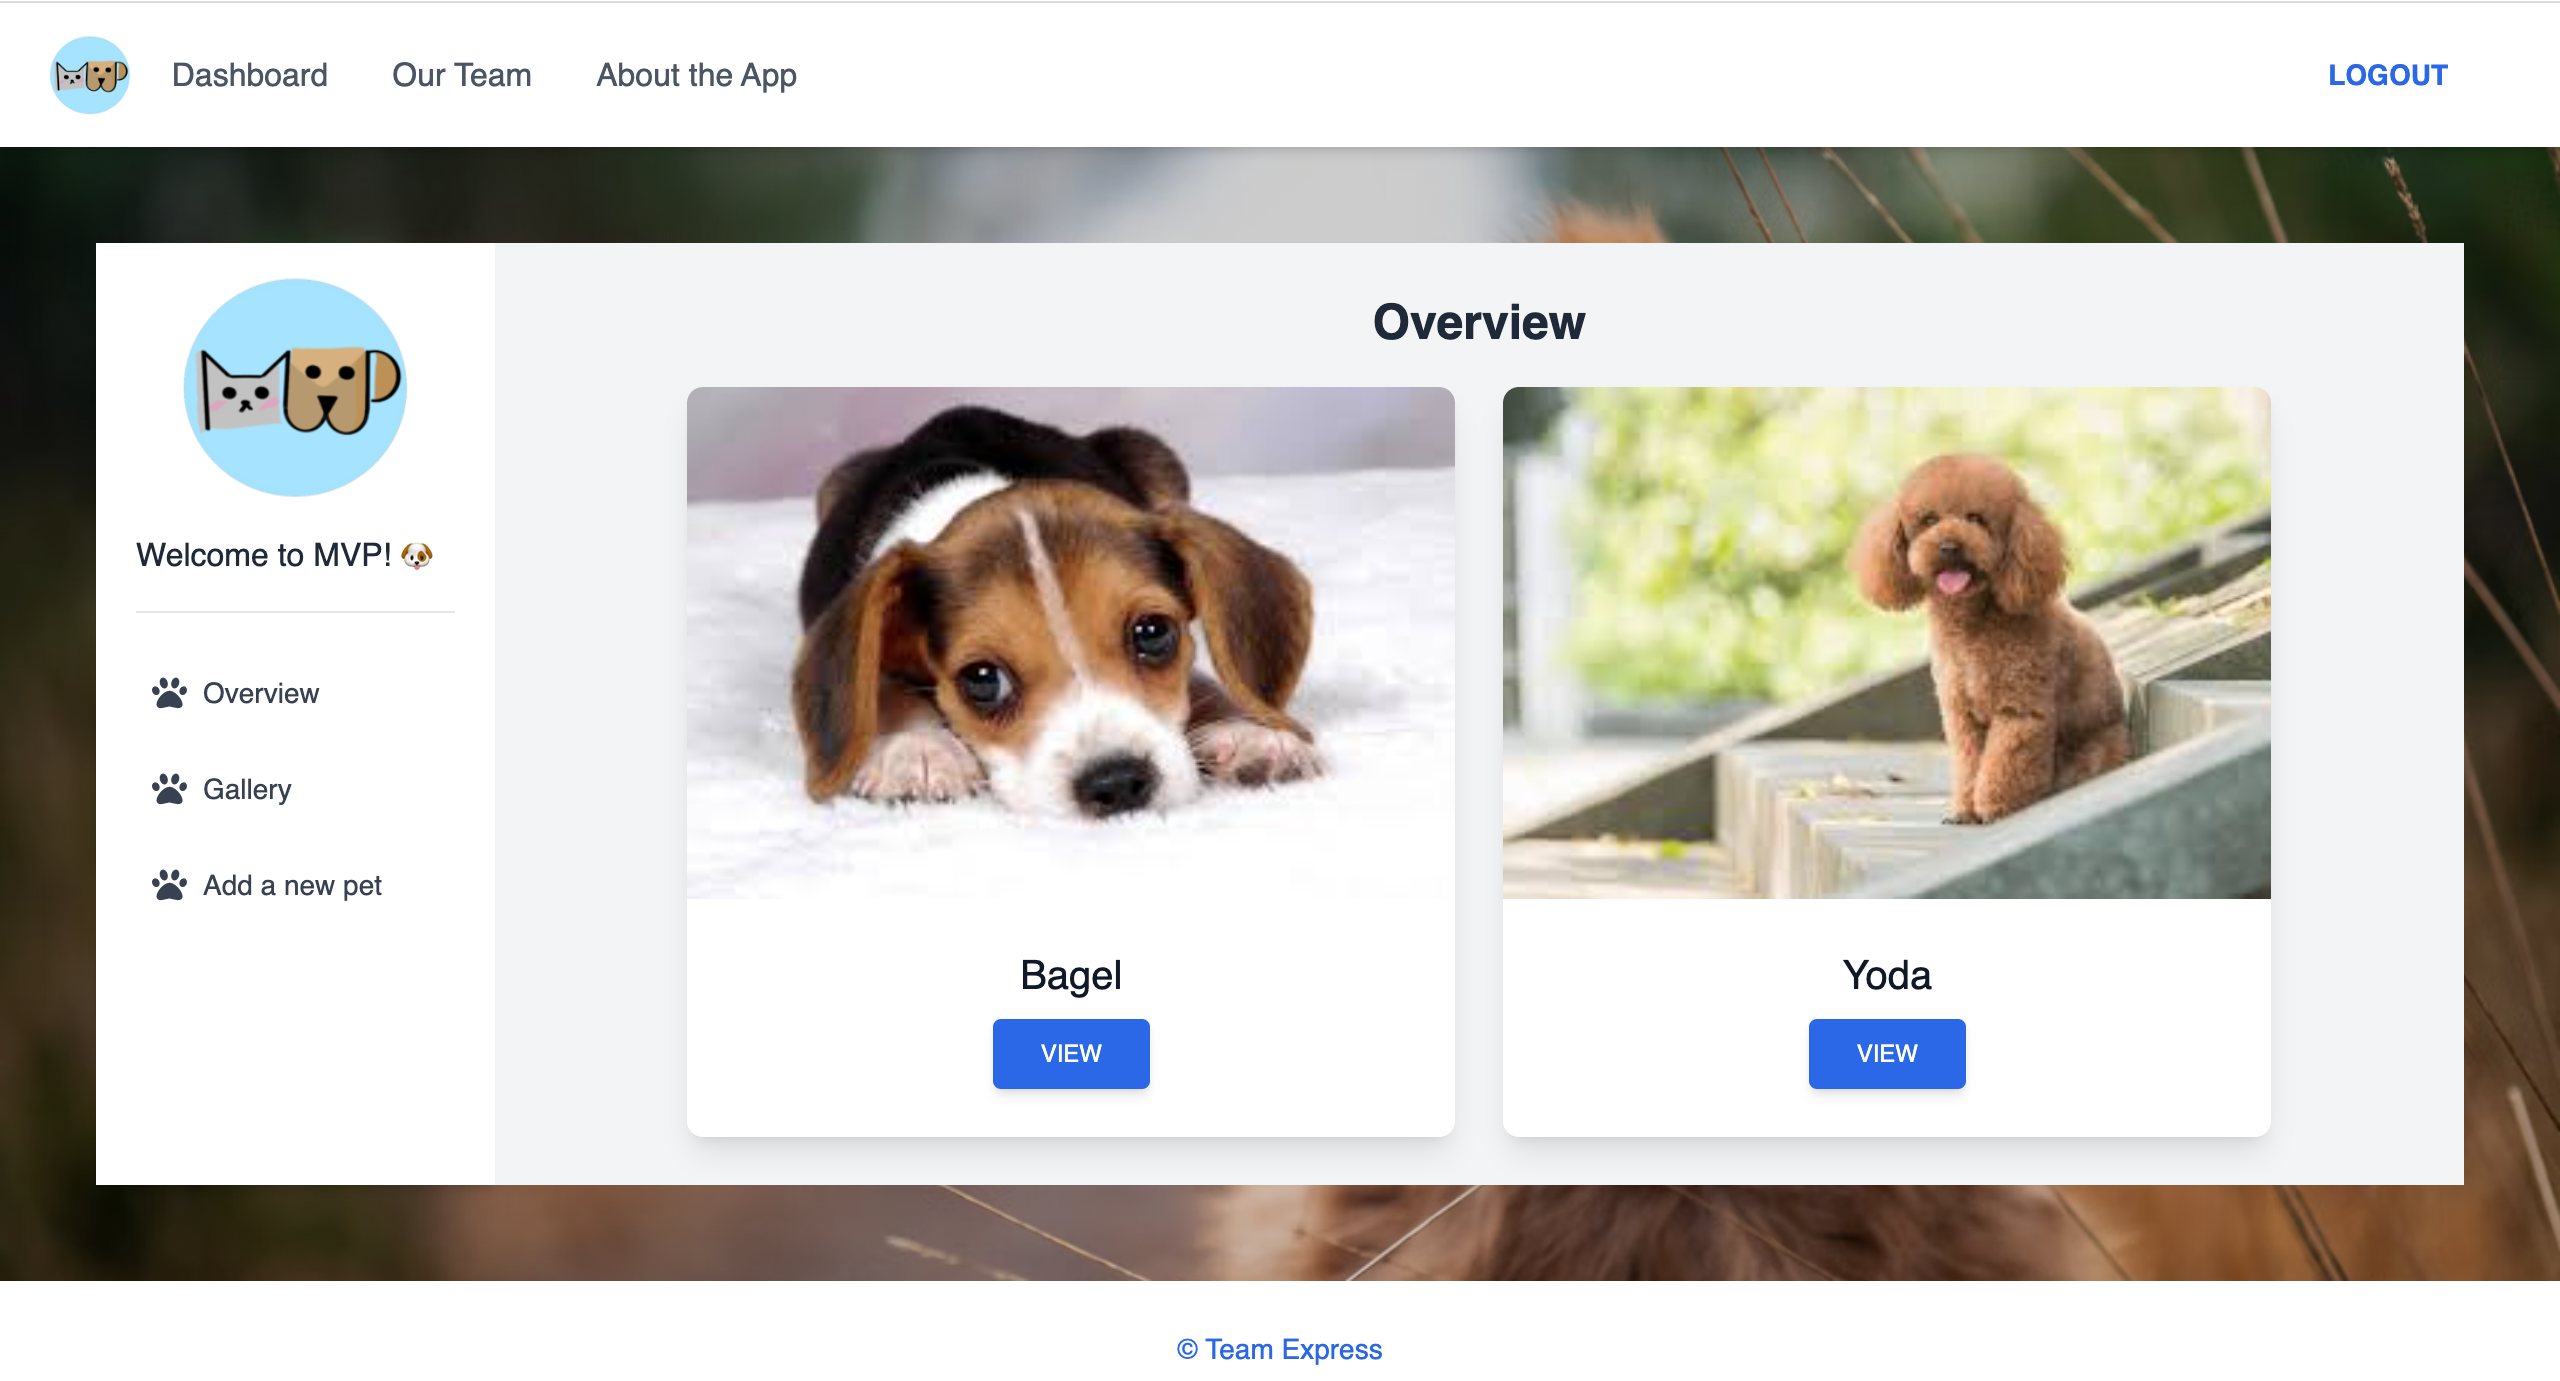 Dashboard
Our Team
About the App
LOGOUT
Welcome to MVP! 🐶
Overview
Gallery
Add a new pet
Overview
Bagel
VIEW
Yoda
VIEW
© Team Express